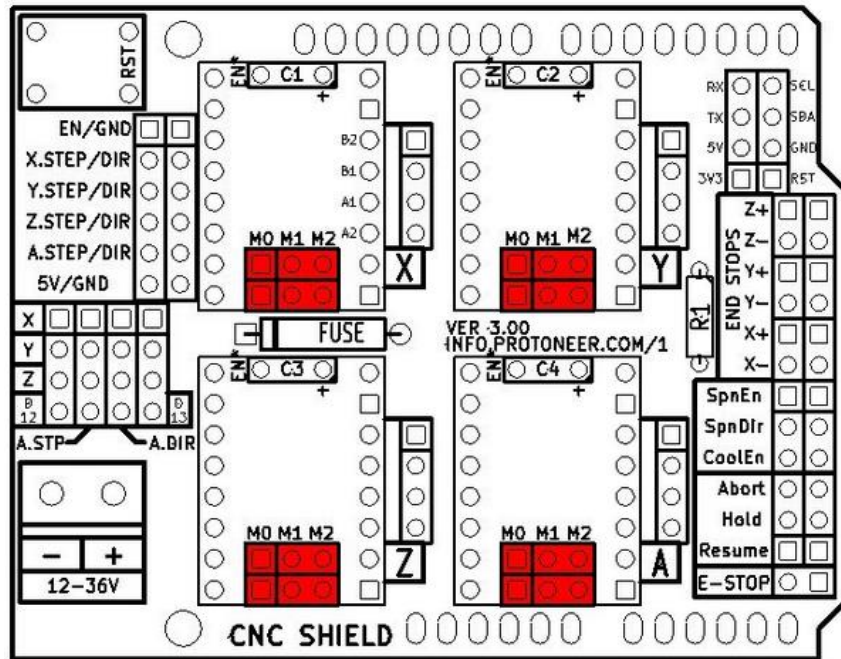 RST
EN/GND
X.STEP/DIR
Y.STEP/DIR
Z.STEP/DIR
A.STEP/DIR
5V/GND
X
Y
Z
D 12
D 13
A.STP
A.DIR
- +
12-36V
EN*
C1
+
B2
B1
A1
A2
M0 M1 M2
X
EN*
C2
+
M0 M1 M2
Y
FUSE
VER 3.00
INFO.PROTONEER.COM/1
R1
EN*
C3
+
M0 M1 M2
Z
EN*
C4
+
M0 M1 M2
A
CNC SHIELD
RX SCL
TX SDA
5V GND
3V3 RST
END STOPS
Z+
Z-
Y+
Y-
X+
X-
SpnEn
SpnDir
CoolEn
Abort
Hold
Resume
E-STOP